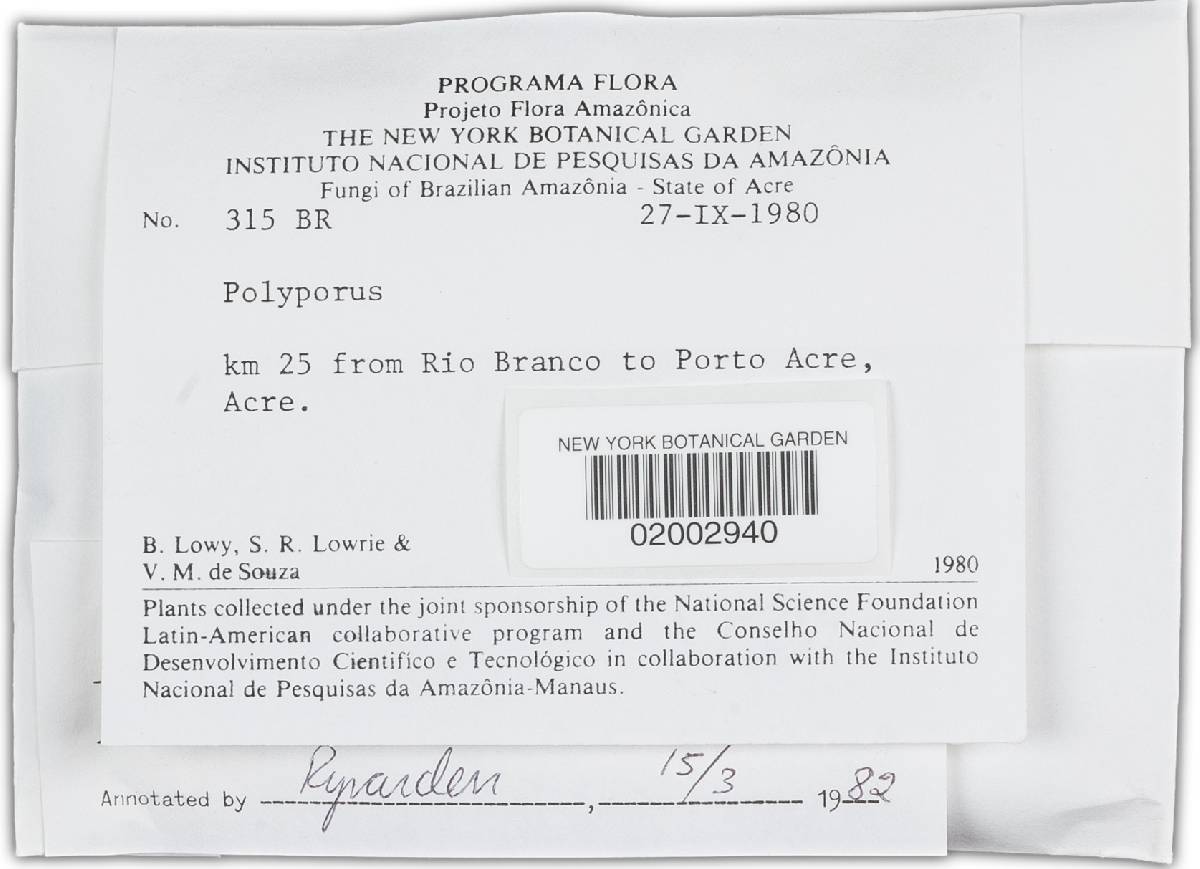 PROGRAMA FLORA
Projeto Flora Amazônica
THE NEW YORK BOTANICAL GARDEN
INSTITUTO NACIONAL DE PESQUISAS DA AMAZÔNIA
Fungi of Brazilian Amazônia - State of Acre
No. 315 BR 27-IX-1980
Polyporus
km 25 from Rio Branco to Porto Acre,
Acre.
NEW YORK BOTANICAL GARDEN
02002940
B. Lowy, S. R. Lowrie &
V. M. de Souza
1980
Plants collected under the joint sponsorship of the National Science Foundation
Latin-American collaborative program and the Conselho Nacional de
Desenvolvimento Cientifíco e Tecnológico in collaboration with the Instituto
Nacional de Pesquisas da Amazônia-Manaus.
Annotated by Ryvarden, 15/3 1982